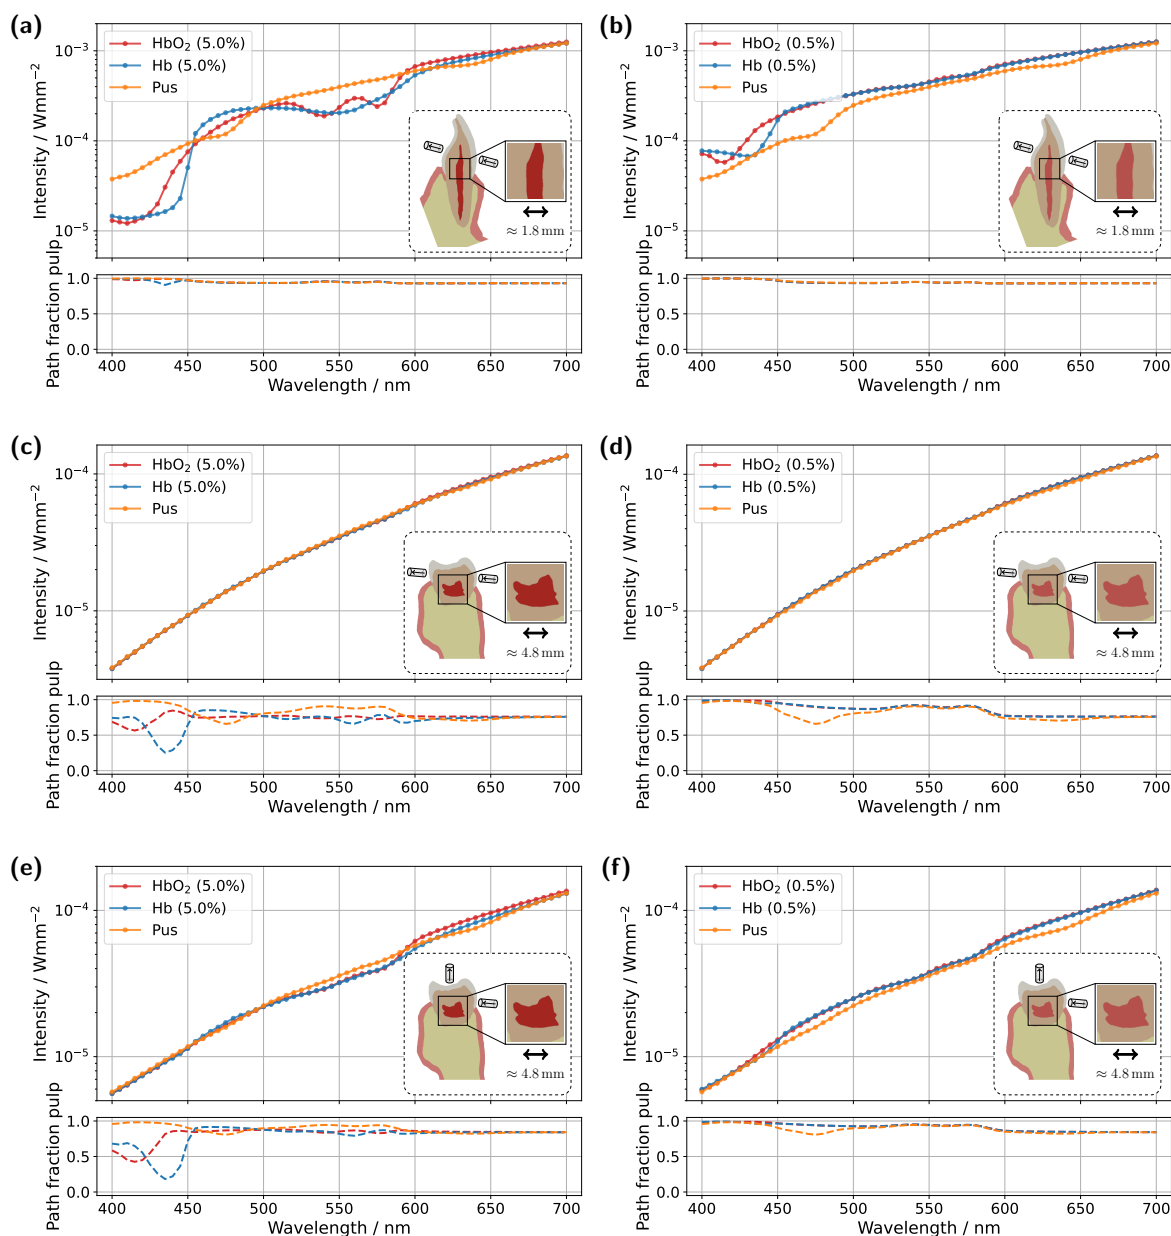 (a)
Intensity / Wmm⁻²
10⁻³
10⁻⁴
10⁻⁵
HbO₂ (5.0%)
Hb (5.0%)
Pus
≈ 1.8 mm
Path fraction pulp
1.0
0.5
0.0
400 450 500 550 600 650 700
Wavelength / nm
(b)
Intensity / Wmm⁻²
10⁻³
10⁻⁴
10⁻⁵
HbO₂ (0.5%)
Hb (0.5%)
Pus
≈ 1.8 mm
Path fraction pulp
1.0
0.5
0.0
400 450 500 550 600 650 700
Wavelength / nm
(c)
Intensity / Wmm⁻²
10⁻⁴
10⁻⁵
HbO₂ (5.0%)
Hb (5.0%)
Pus
≈ 4.8 mm
Path fraction pulp
1.0
0.5
0.0
400 450 500 550 600 650 700
Wavelength / nm
(d)
Intensity / Wmm⁻²
10⁻⁴
10⁻⁵
HbO₂ (0.5%)
Hb (0.5%)
Pus
≈ 4.8 mm
Path fraction pulp
1.0
0.5
0.0
400 450 500 550 600 650 700
Wavelength / nm
(e)
Intensity / Wmm⁻²
10⁻⁴
10⁻⁵
HbO₂ (5.0%)
Hb (5.0%)
Pus
≈ 4.8 mm
Path fraction pulp
1.0
0.5
0.0
400 450 500 550 600 650 700
Wavelength / nm
(f)
Intensity / Wmm⁻²
10⁻⁴
10⁻⁵
HbO₂ (0.5%)
Hb (0.5%)
Pus
≈ 4.8 mm
Path fraction pulp
1.0
0.5
0.0
400 450 500 550 600 650 700
Wavelength / nm